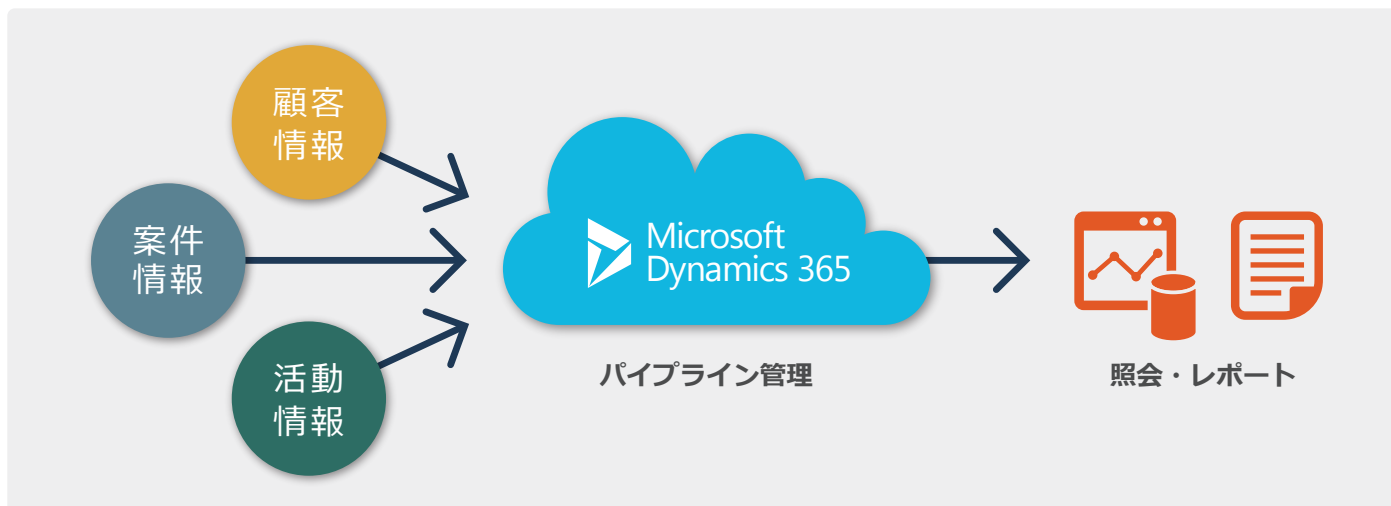 顧客
情報
案件
情報
活動
情報
Microsoft
Dynamics 365
パイプライン管理
照会・レポート